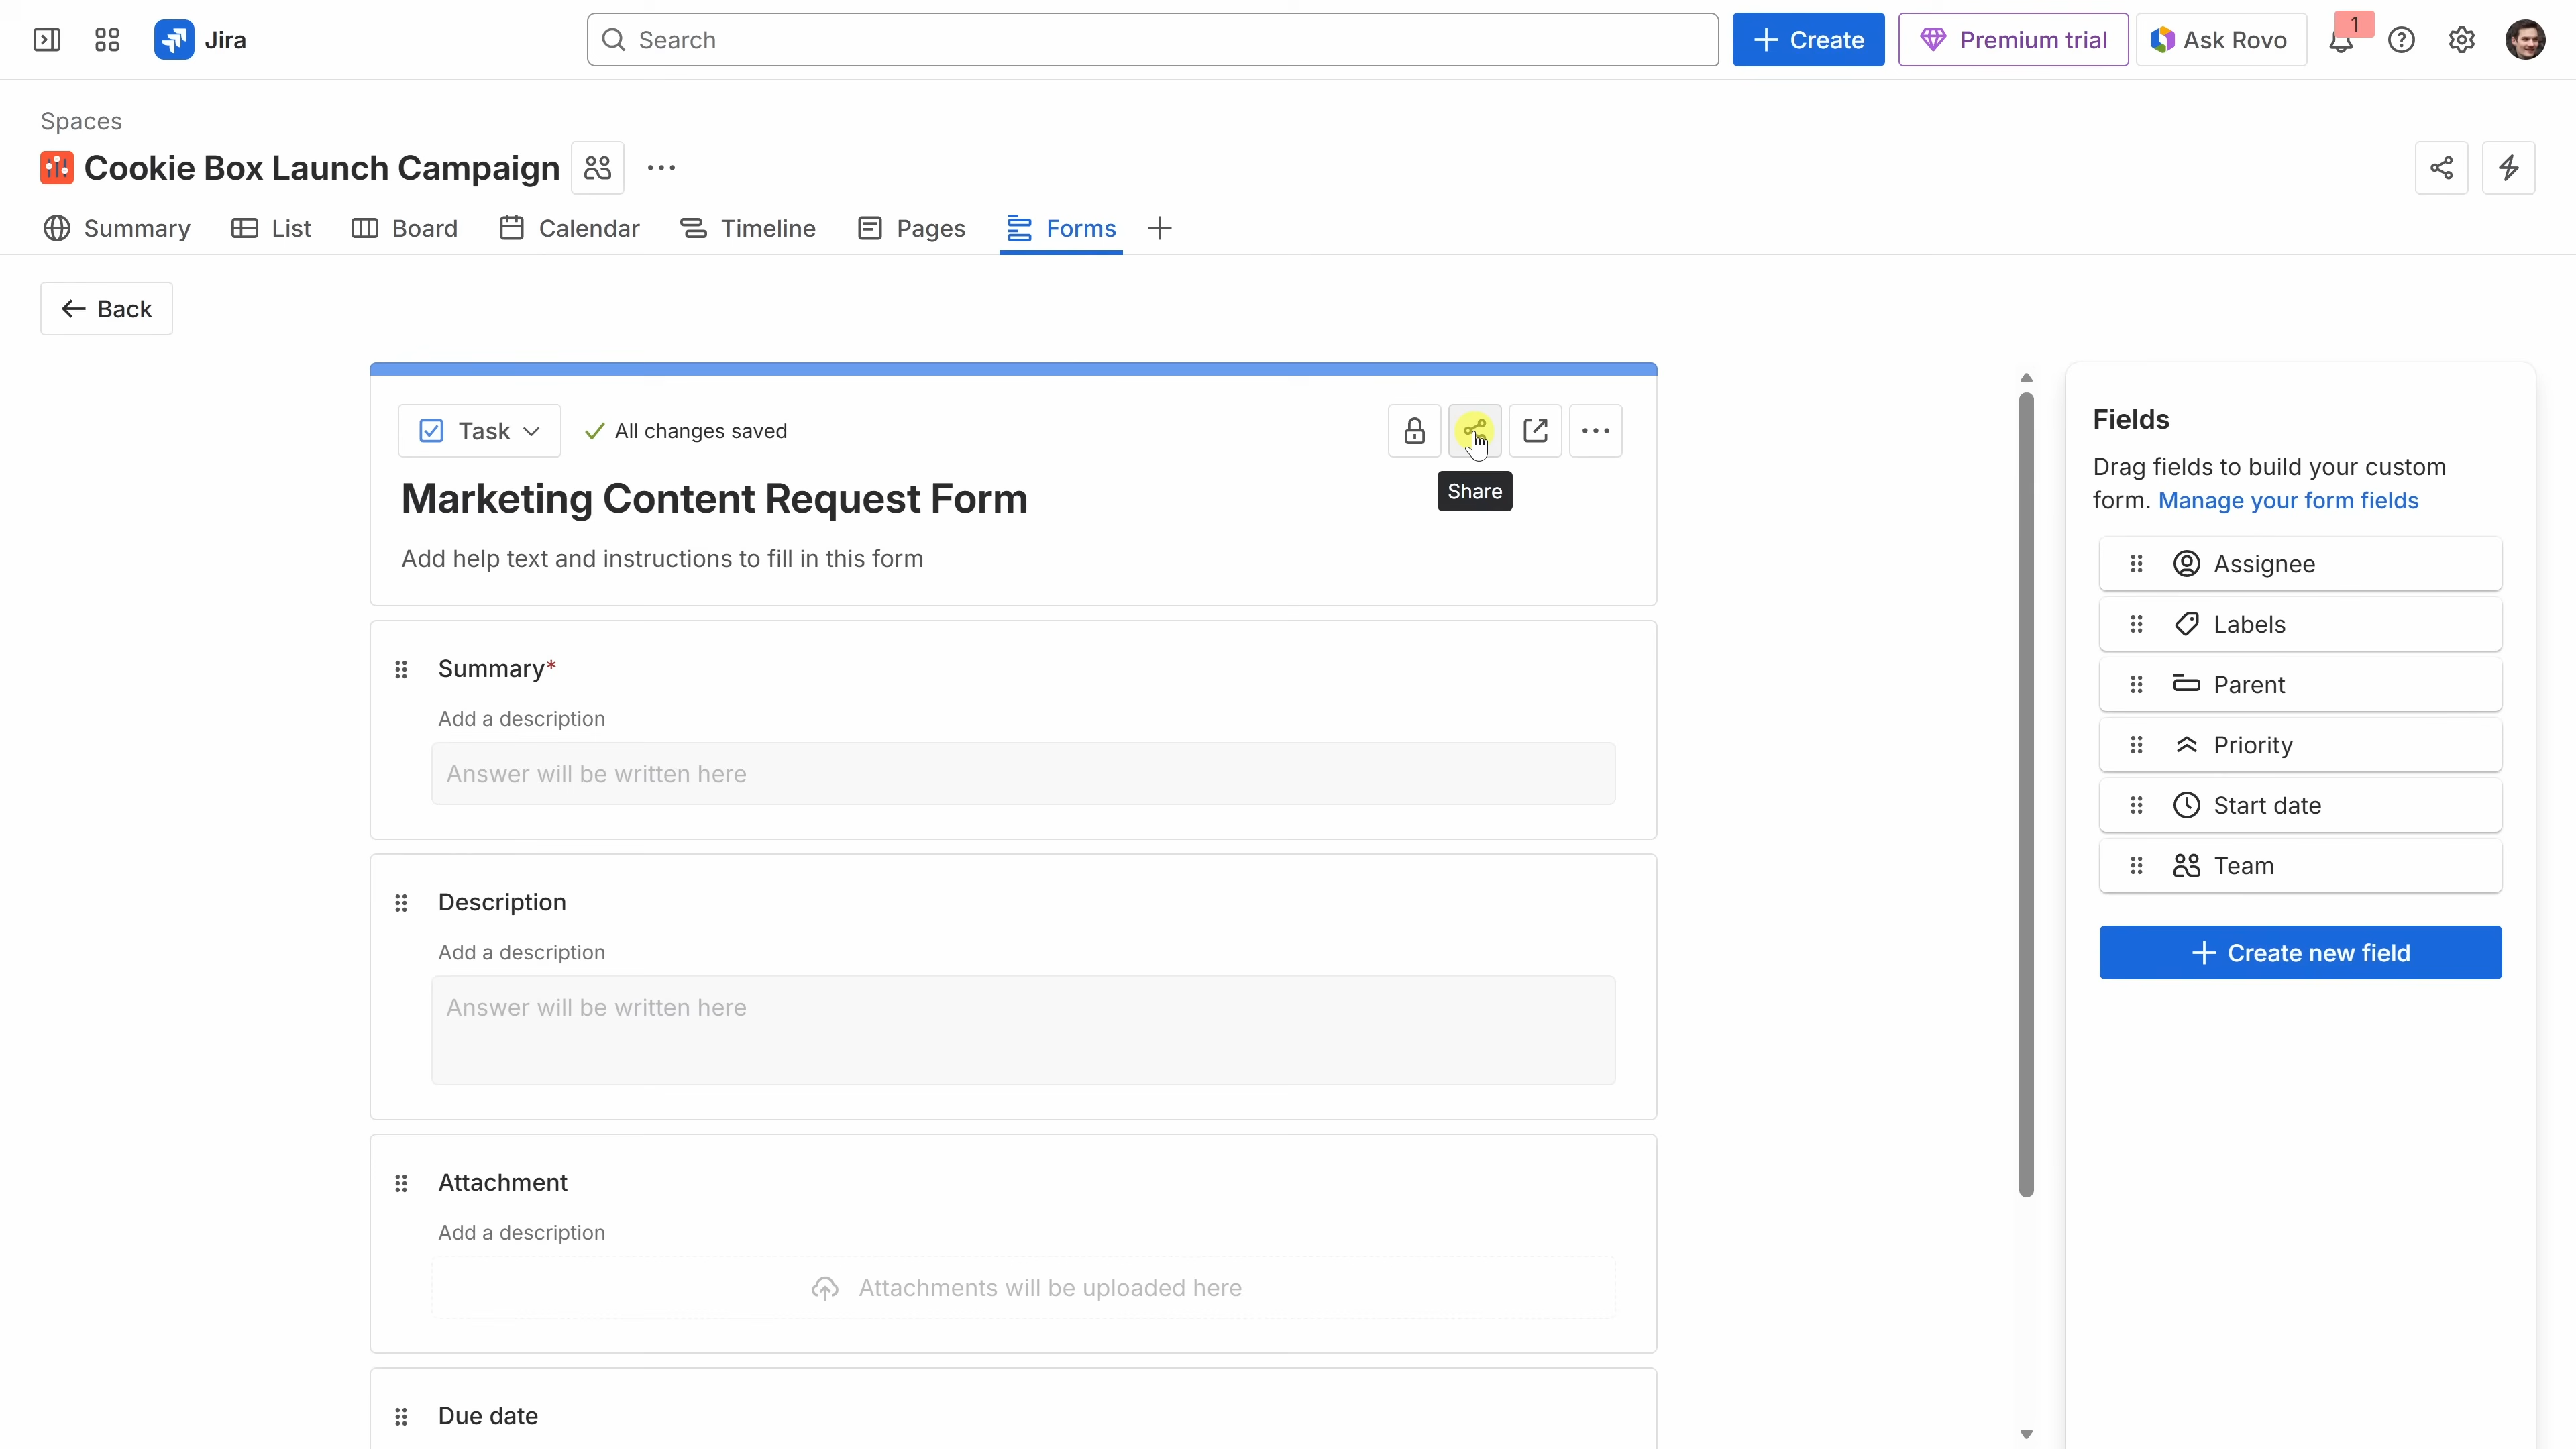 Jira
Search
Create
Premium trial
Ask Rovo
1
Spaces
Cookie Box Launch Campaign
Summary
List
Board
Calendar
Timeline
Pages
Forms
Back
Task
All changes saved
Share
Marketing Content Request Form
Add help text and instructions to fill in this form
Summary*
Add a description
Answer will be written here
Description
Add a description
Answer will be written here
Attachment
Add a description
Attachments will be uploaded here
Due date
Fields
Drag fields to build your custom
form. Manage your form fields
Assignee
Labels
Parent
Priority
Start date
Team
Create new field